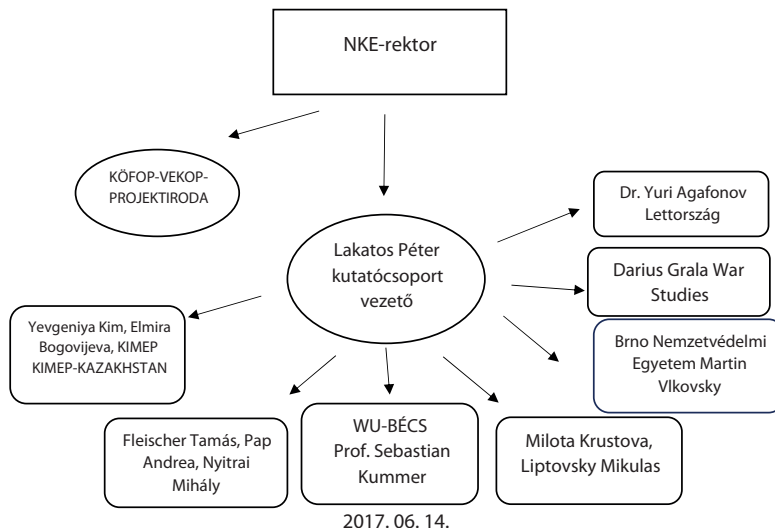 NKE-rektor
KÖFOP-VEKOP-
PROJEKTIRODA
Dr. Yuri Agafonov
Lettország
Lakatos Péter
kutatócsoport
vezető
Darius Grala War
Studies
Yevgeniya Kim, Elmira
Bogovijeva, KIMEP
KIMEP-KAZAKHSTAN
Brno Nemzetvédelmi
Egyetem Martin
Vlkovsky
Fleischer Tamás, Pap
Andrea, Nyitrai
Mihály
WU-BÉCS
Prof. Sebastian
Kummer
Milota Krustova,
Liptovsky Mikulas
2017. 06. 14.